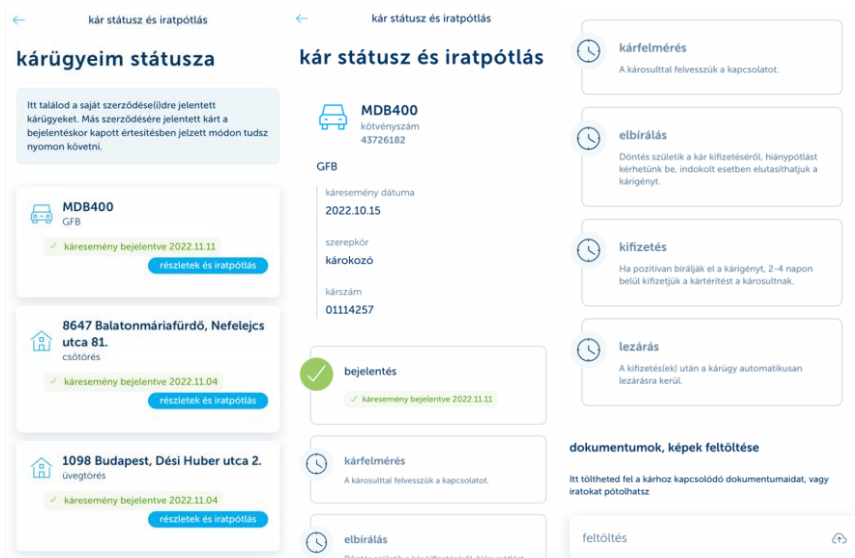 kár státusz és iratpótlás
kárügyeim státusza
Itt találod a saját szerződése(i)dre jelentett
kárügyeket. Más szerződésére jelentett kárt a
bejelentéskor kapott értesítésben jelzett módon tudsz
nyomon követni.
MDB400
GFB
káresemény bejelentve 2022.11.11
részletek és iratpótlás
8647 Balatonmáriafürdő, Nefelejcs
utca 81.
csőtörés
káresemény bejelentve 2022.11.04
részletek és iratpótlás
1098 Budapest, Dési Huber utca 2.
üvegtörés
káresemény bejelentve 2022.11.04
részletek és iratpótlás
kár státusz és iratpótlás
kár státusz és iratpótlás
MDB400
kötvényszám
43726182
GFB
káresemény dátuma
2022.10.15
szerepkör
károkozó
kárszám
01114257
bejelentés
káresemény bejelentve 2022.11.11
kárfelmérés
A károsulttal felvesszük a kapcsolatot.
elbírálás
kárfelmérés
A károsulttal felvesszük a kapcsolatot.
elbírálás
Döntés születik a kár kifizetéséről, hiánypótlást
kérhetünk be, indokolt esetben elutasíthatjuk a
kárigényt.
kifizetés
Ha pozitívan bírálják el a kárigényt, 2-4 napon
belül kifizetjük a kártérítést a károsultnak.
lezárás
A kifizetés(ek) után a kárügy automatikusan
lezárásra kerül.
dokumentumok, képek feltöltése
Itt töltheted fel a kárhoz kapcsolódó dokumentumaidat, vagy
iratokat pótolhatsz
feltöltés